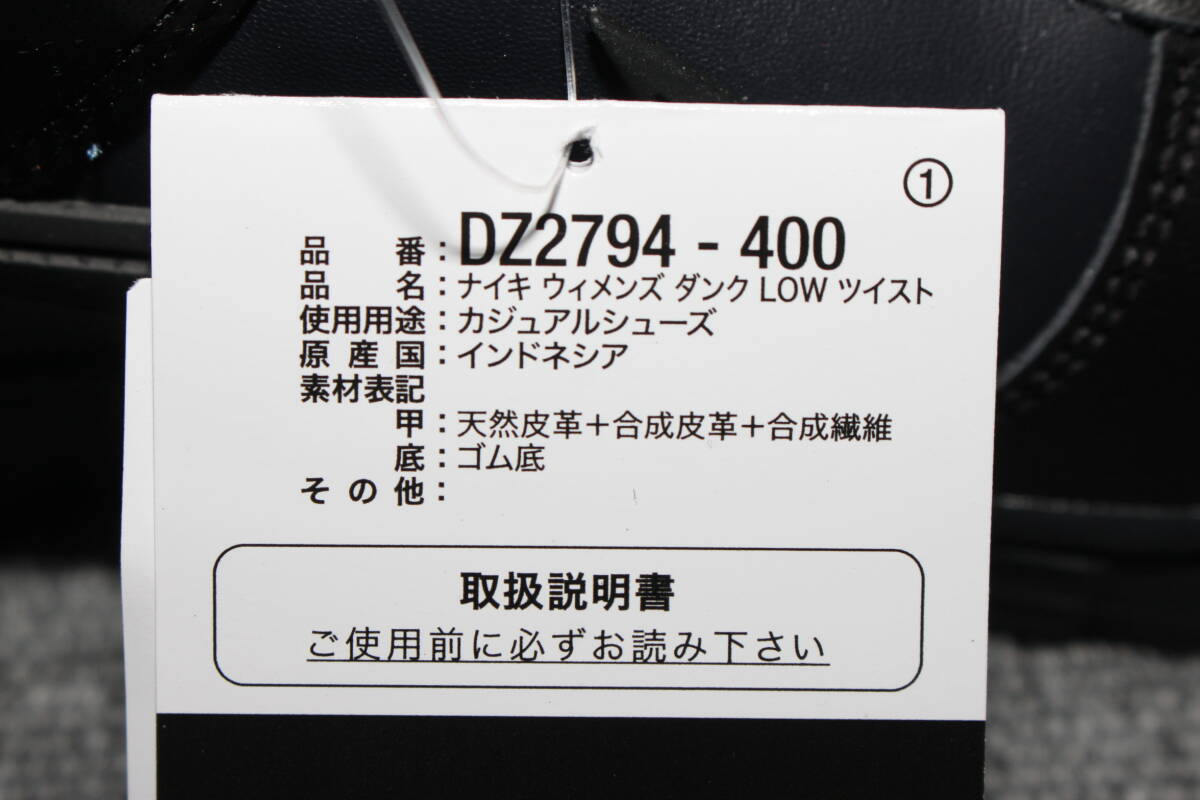 ①
品番：DZ2794 - 400
品名：ナイキ ウィメンズ ダンク LOW ツイスト
使用用途：カジュアルシューズ
原産国：インドネシア
素材表記
甲：天然皮革＋合成皮革＋合成繊維
底：ゴム底
その他：
取扱説明書
ご使用前に必ずお読み下さい